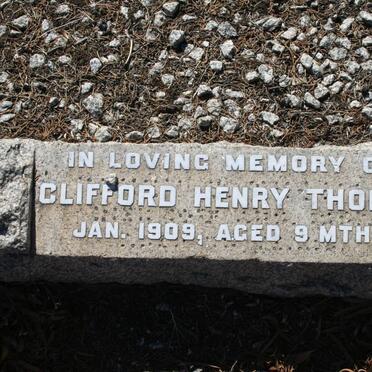 IN LOVING MEMORY O
CLIFFORD HENRY THO
JAN. 1909, AGED 9 MTH